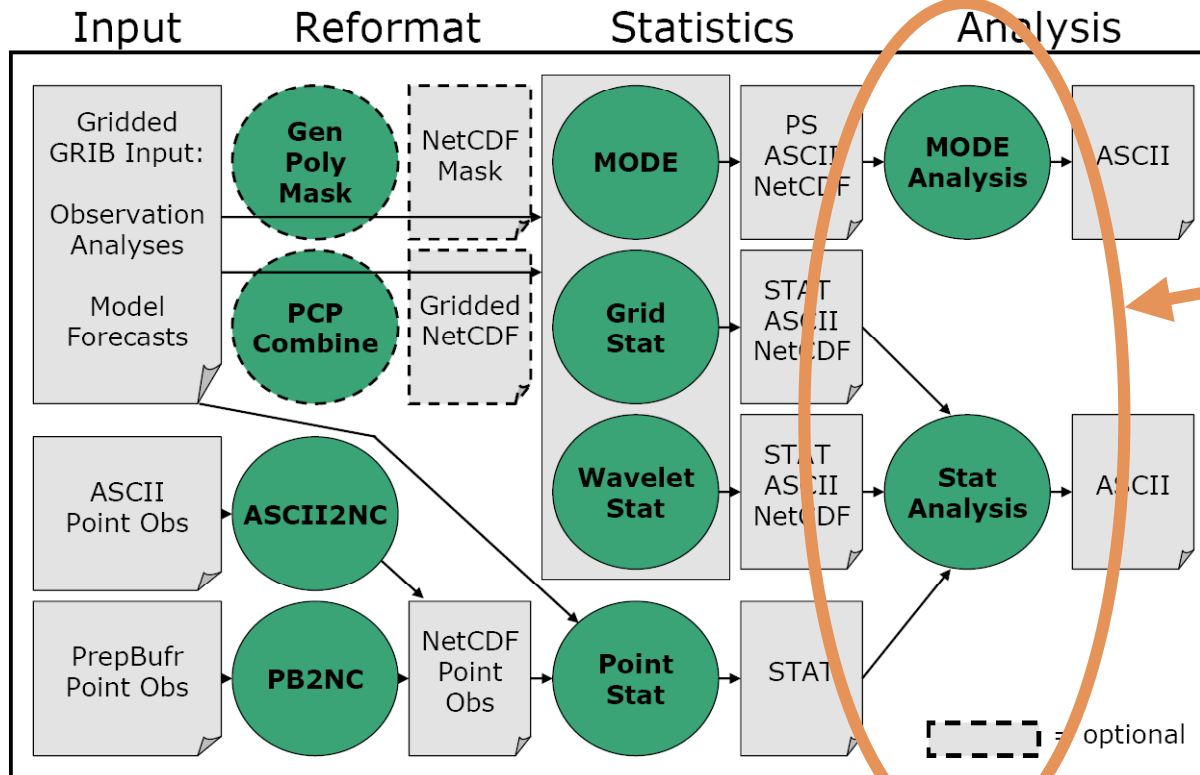 Input
Reformat
Statistics
Analysis
Gridded
GRIB Input:
Observation
Analyses
Model
Forecasts
Gen
Poly
Mask
NetCDF
Mask
MODE
PS
ASCII
NetCDF
MODE
Analysis
ASCII
PCP
Combine
Gridded
NetCDF
Grid
Stat
STAT
ASCII
NetCDF
Wavelet
Stat
STAT
ASCII
NetCDF
Stat
Analysis
ASCII
ASCII
Point Obs
ASCII2NC
PrepBufr
Point Obs
PB2NC
NetCDF
Point
Obs
Point
Stat
STAT
= optional